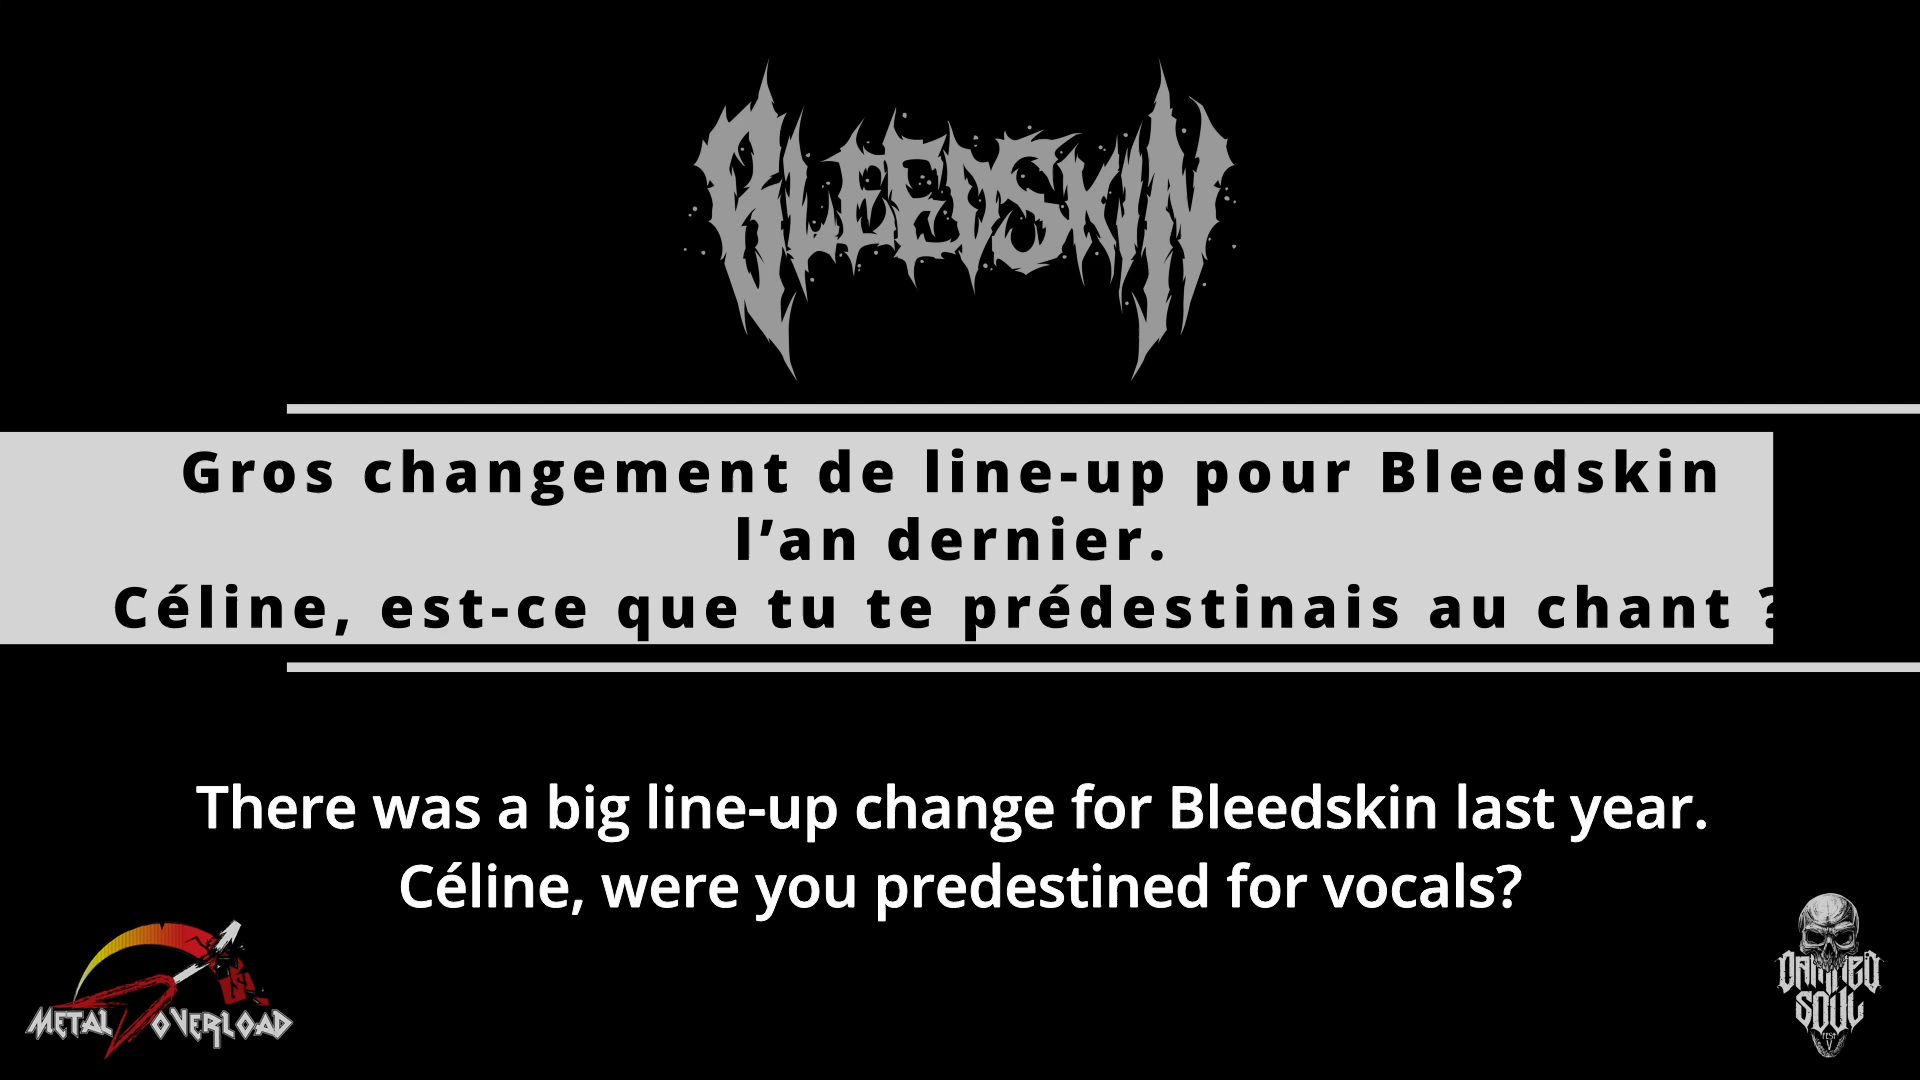 BLEEDSKIN
Gros changement de line-up pour Bleedskin
l’an dernier.
Céline, est-ce que tu te prédestinais au chant ?
There was a big line-up change for Bleedskin last year.
Céline, were you predestined for vocals?
METAL OVERLOAD
DAMNED
SOUL
FEST
V